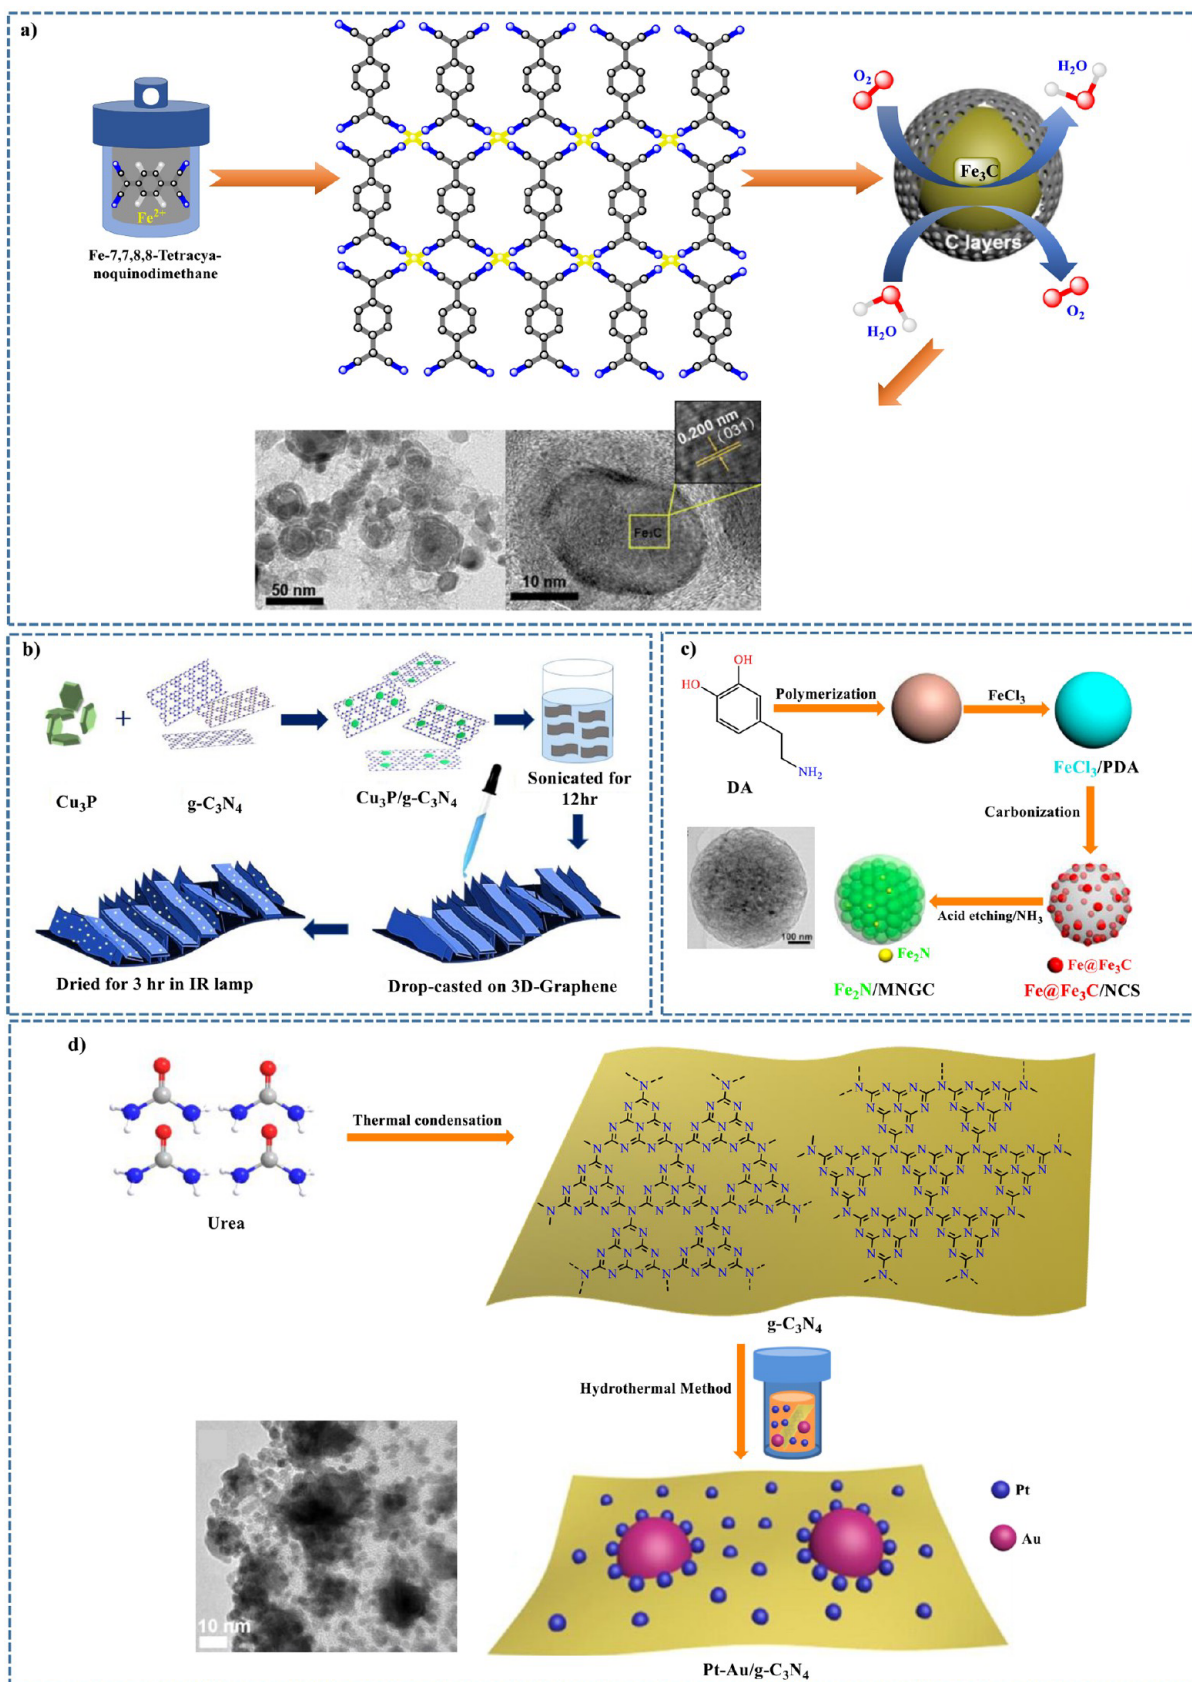 a)
O2
H2O
Fe3C
C layers
Fe2+
Fe-7,7,8,8-Tetracya-
noquinodimethane
H2O
O2
0.200 nm
(031)
Fe3C
50 nm
10 nm
b)
+
Cu3P
g-C3N4
Cu3P/g-C3N4
Sonicated for
12hr
Dried for 3 hr in IR lamp
Drop-casted on 3D-Graphene
c)
OH
HO
NH2
DA
Polymerization
FeCl3
FeCl3/PDA
Carbonization
100 nm
Acid etching/NH3
Fe2N
Fe@Fe3C
Fe2N/MNGC
Fe@Fe3C/NCS
d)
Urea
Thermal condensation
g-C3N4
Hydrothermal Method
Pt
Au
10 nm
Pt-Au/g-C3N4